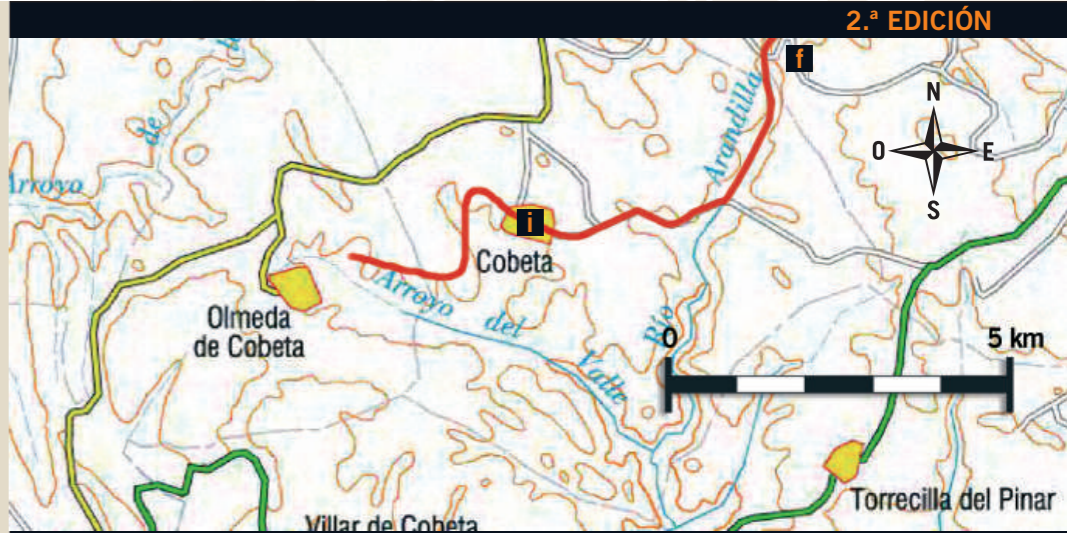 2.ª EDICIÓN
f
de
Arandilla
N
O
E
S
Arroyo
i
Cobeta
Arroyo del Valle
Olmeda
de Cobeta
Río
0
5 km
Torrecilla del Pinar
Villar de Cobeta